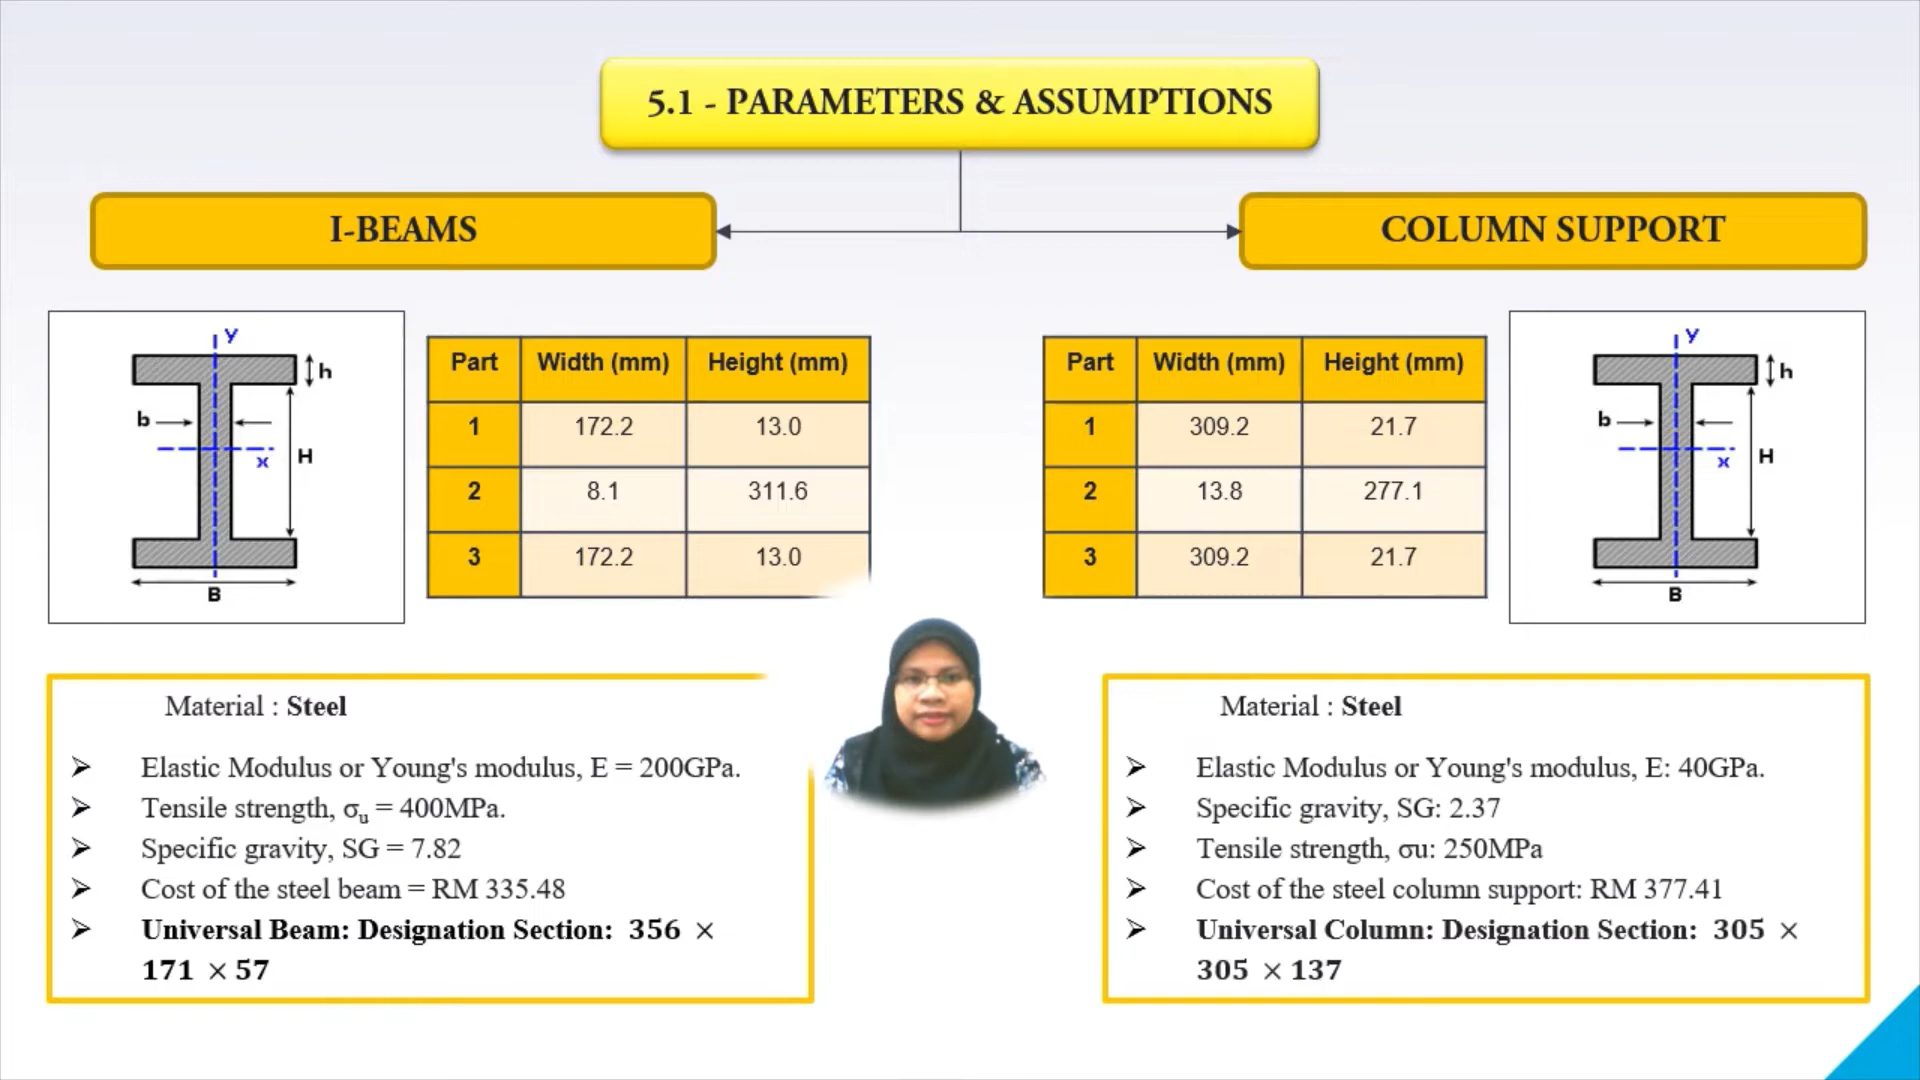 5.1 - PARAMETERS & ASSUMPTIONS
I-BEAMS
COLUMN SUPPORT
y
h
b
x
H
B
Part Width (mm) Height (mm)
1 172.2 13.0
2 8.1 311.6
3 172.2 13.0
Part Width (mm) Height (mm)
1 309.2 21.7
2 13.8 277.1
3 309.2 21.7
y
h
b
x
H
B
Material : Steel
➢ Elastic Modulus or Young's modulus, E = 200GPa.
➢ Tensile strength, σu = 400MPa.
➢ Specific gravity, SG = 7.82
➢ Cost of the steel beam = RM 335.48
➢ Universal Beam: Designation Section: 356 ×
171 × 57
Material : Steel
➢ Elastic Modulus or Young's modulus, E: 40GPa.
➢ Specific gravity, SG: 2.37
➢ Tensile strength, σu: 250MPa
➢ Cost of the steel column support: RM 377.41
➢ Universal Column: Designation Section: 305 ×
305 × 137